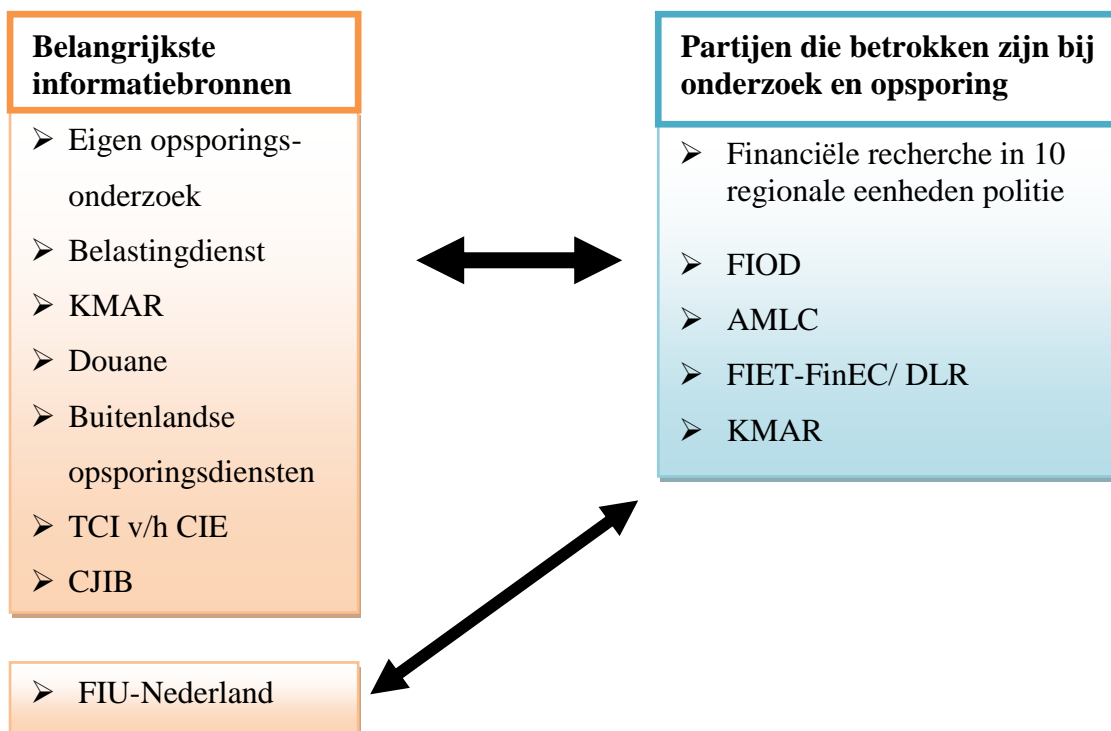 Belangrijkste
informatiebronnen
➢ Eigen opsporings-
onderzoek
➢ Belastingdienst
➢ KMAR
➢ Douane
➢ Buitenlandse
opsporingsdiensten
➢ TCI v/h CIE
➢ CJIB
➢ FIU-Nederland
Partijen die betrokken zijn bij
onderzoek en opsporing
➢ Financiële recherche in 10
regionale eenheden politie
➢ FIOD
➢ AMLC
➢ FIET-FinEC/ DLR
➢ KMAR